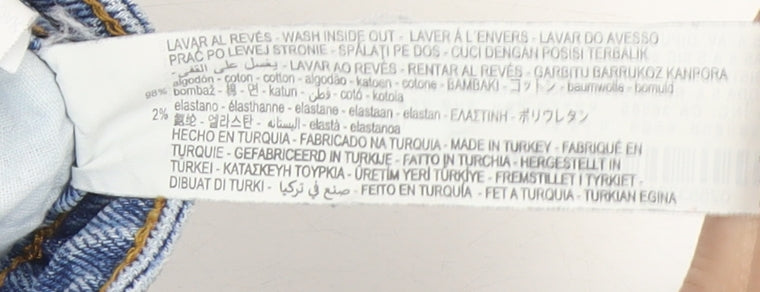 LAVAR AL REVÉS - WASH INSIDE OUT - LAVER À L'ENVERS - LAVAR DO AVESSO
PRAĆ PO LEWEJ STRONIE - SPĂLAȚI PE DOS - CUCI DENGAN POSISI TERBALIK
يغسل على القفى - LAVAR AO REVÉS - RENTAR AL REVÉS - GARBITU BARRUKOZ KANPORA
algodón - coton - cotton - algodão - katoen - cotone - ΒΑΜΒΑΚΙ - コットン - baumwolle - bomuld
98% bombaž - 棉 - 면 - katun - قطن - cotó - kotoia
2% elastano - élasthanne - elastane - elastaan - elastan - ΕΛΑΣΤΙΝΗ - ポリウレタン
氨纶 - 엘라스탄 - البستانه - elastà - elastanoa
HECHO EN TURQUIA - FABRICADO NA TURQUIA - MADE IN TURKEY - FABRIQUÉ EN
TURQUIE - GEFABRICEERD IN TURKIJE - FATTO IN TURCHIA - HERGESTELLT IN
TÜRKEI - ΚΑΤΑΣΚΕΥΗ ΤΟΥΡΚΙΑ - ÜRETİM YERİ TÜRKİYE - FREMSTILLET I TYRKIET -
DIBUAT DI TURKI - صنع في تركيا - FEITO EN TURQUÍA - FET A TURQUIA - TURKIAN EGINA